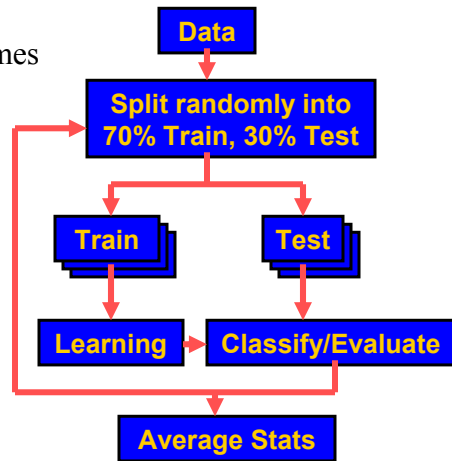 Data
Split randomly into
70% Train, 30% Test
Train
Test
Learning
Classify/Evaluate
Average Stats